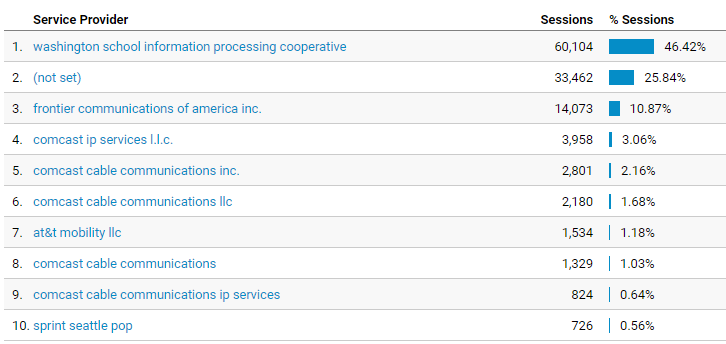 Service Provider Sessions % Sessions
1. washington school information processing cooperative 60,104 46.42%
2. (not set) 33,462 25.84%
3. frontier communications of america inc. 14,073 10.87%
4. comcast ip services l.l.c. 3,958 3.06%
5. comcast cable communications inc. 2,801 2.16%
6. comcast cable communications llc 2,180 1.68%
7. at&t mobility llc 1,534 1.18%
8. comcast cable communications 1,329 1.03%
9. comcast cable communications ip services 824 0.64%
10. sprint seattle pop 726 0.56%